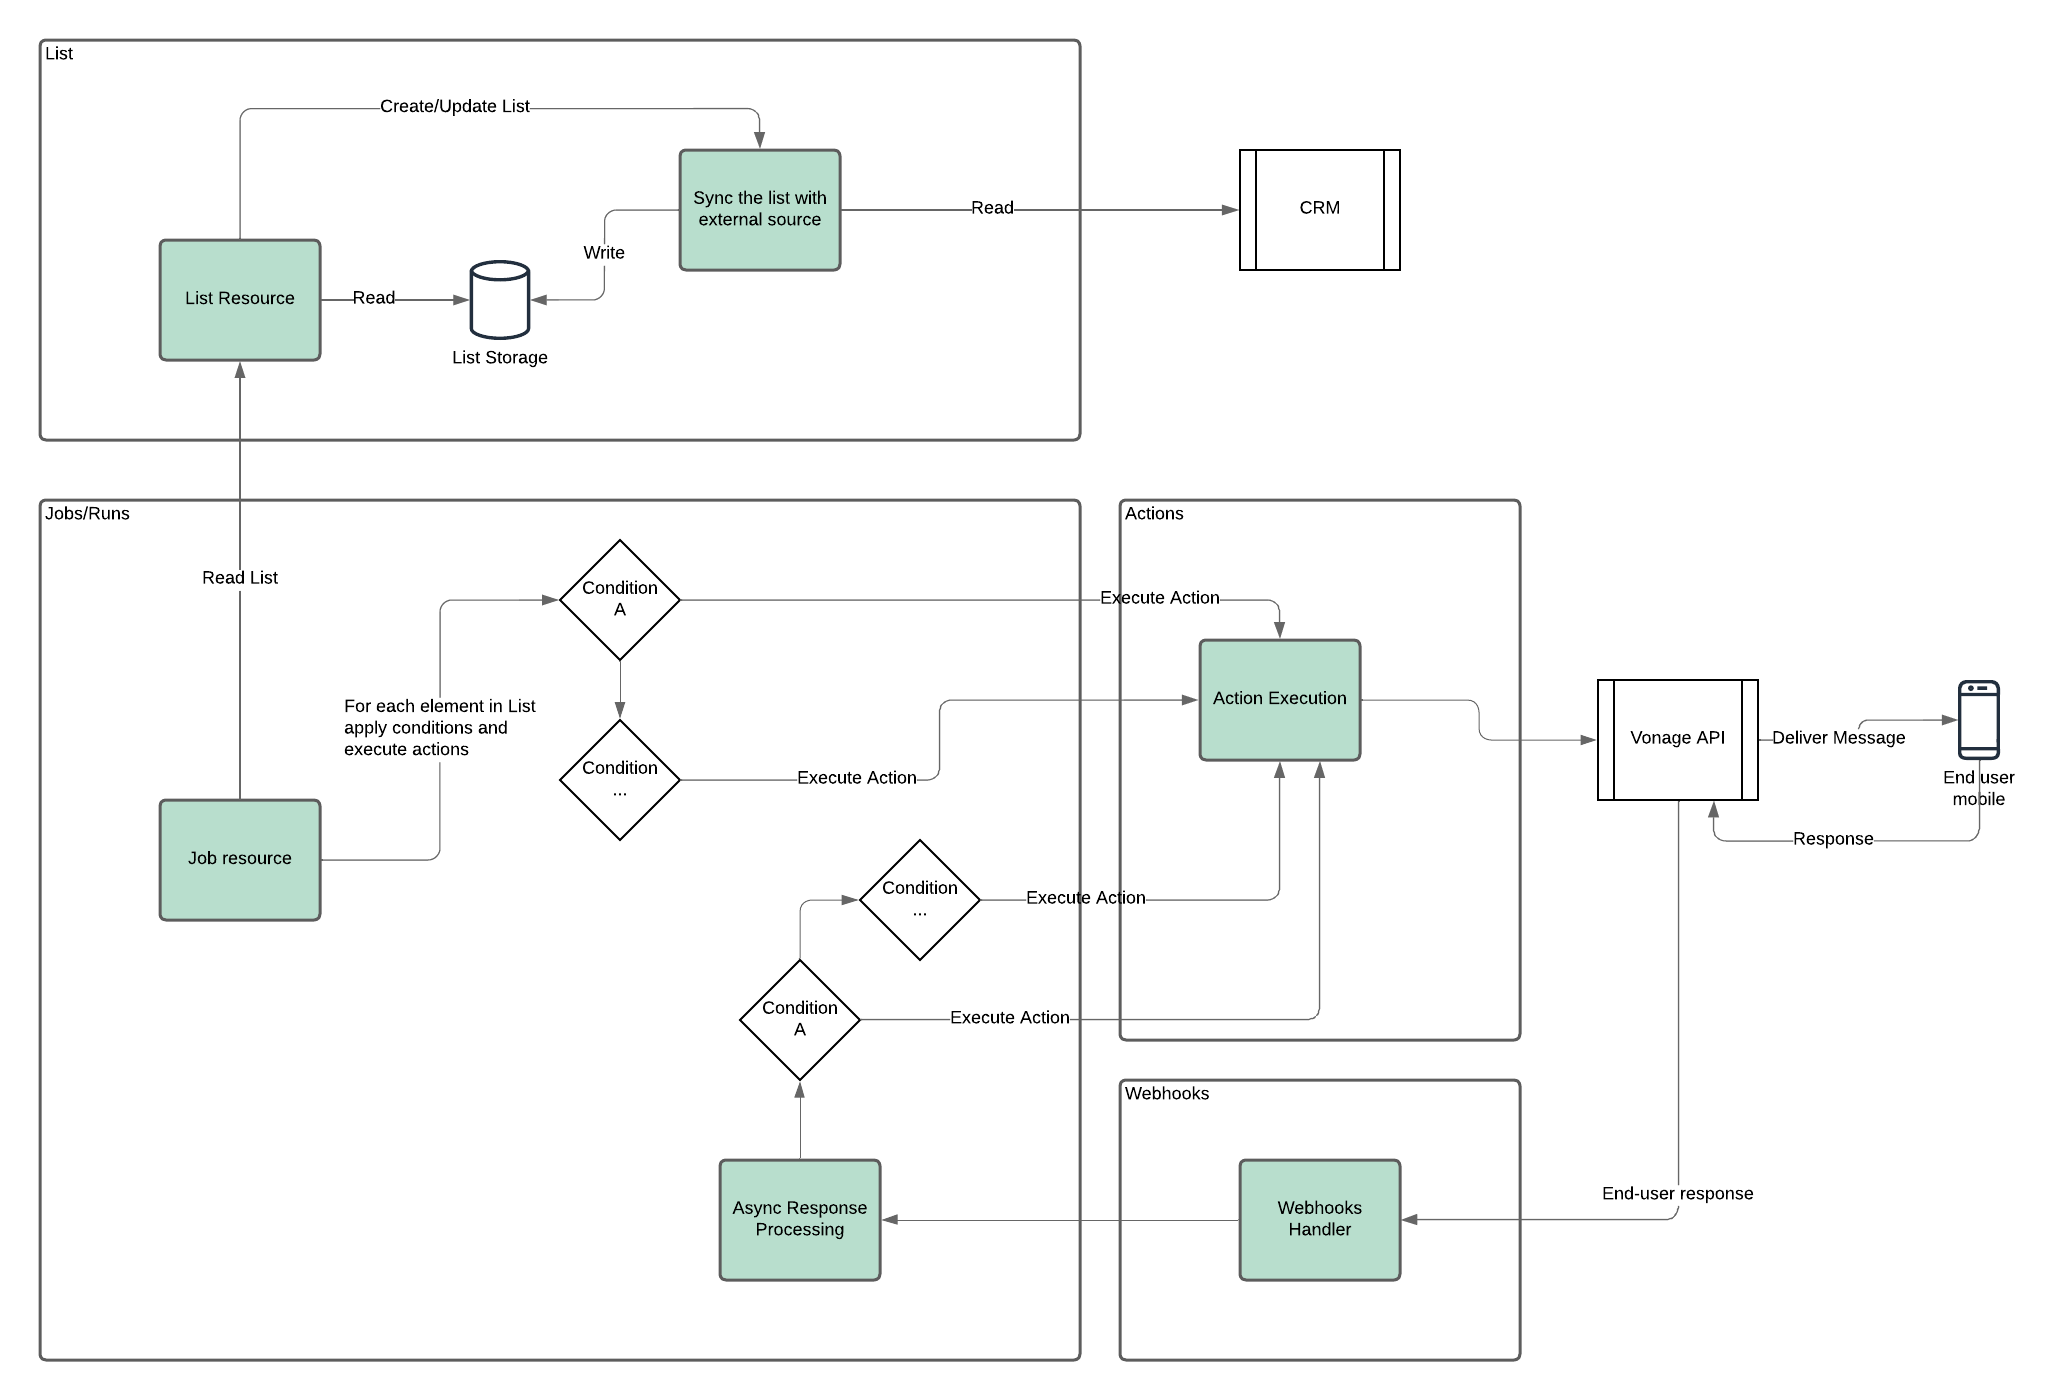 List
Create/Update List
Sync the list with
external source
Read
CRM
Write
List Resource
Read
List Storage
Jobs/Runs
Actions
Read List
Condition
A
Execute Action
For each element in List
apply conditions and
execute actions
Action Execution
Vonage API
Deliver Message
Condition
...
Execute Action
End user
mobile
Response
Job resource
Condition
...
Execute Action
Condition
A
Execute Action
Webhooks
End-user response
Async Response
Processing
Webhooks
Handler